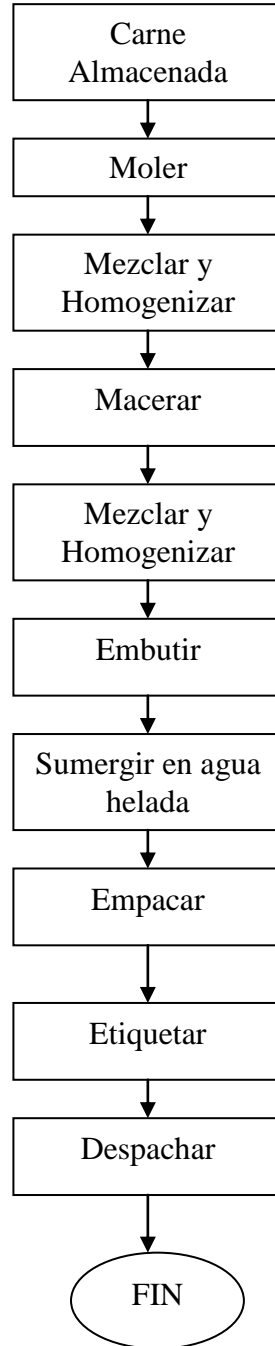 Carne
Almacenada
Moler
Mezclar y
Homogenizar
Macerar
Mezclar y
Homogenizar
Embutir
Sumergir en agua
helada
Empacar
Etiquetar
Despachar
FIN